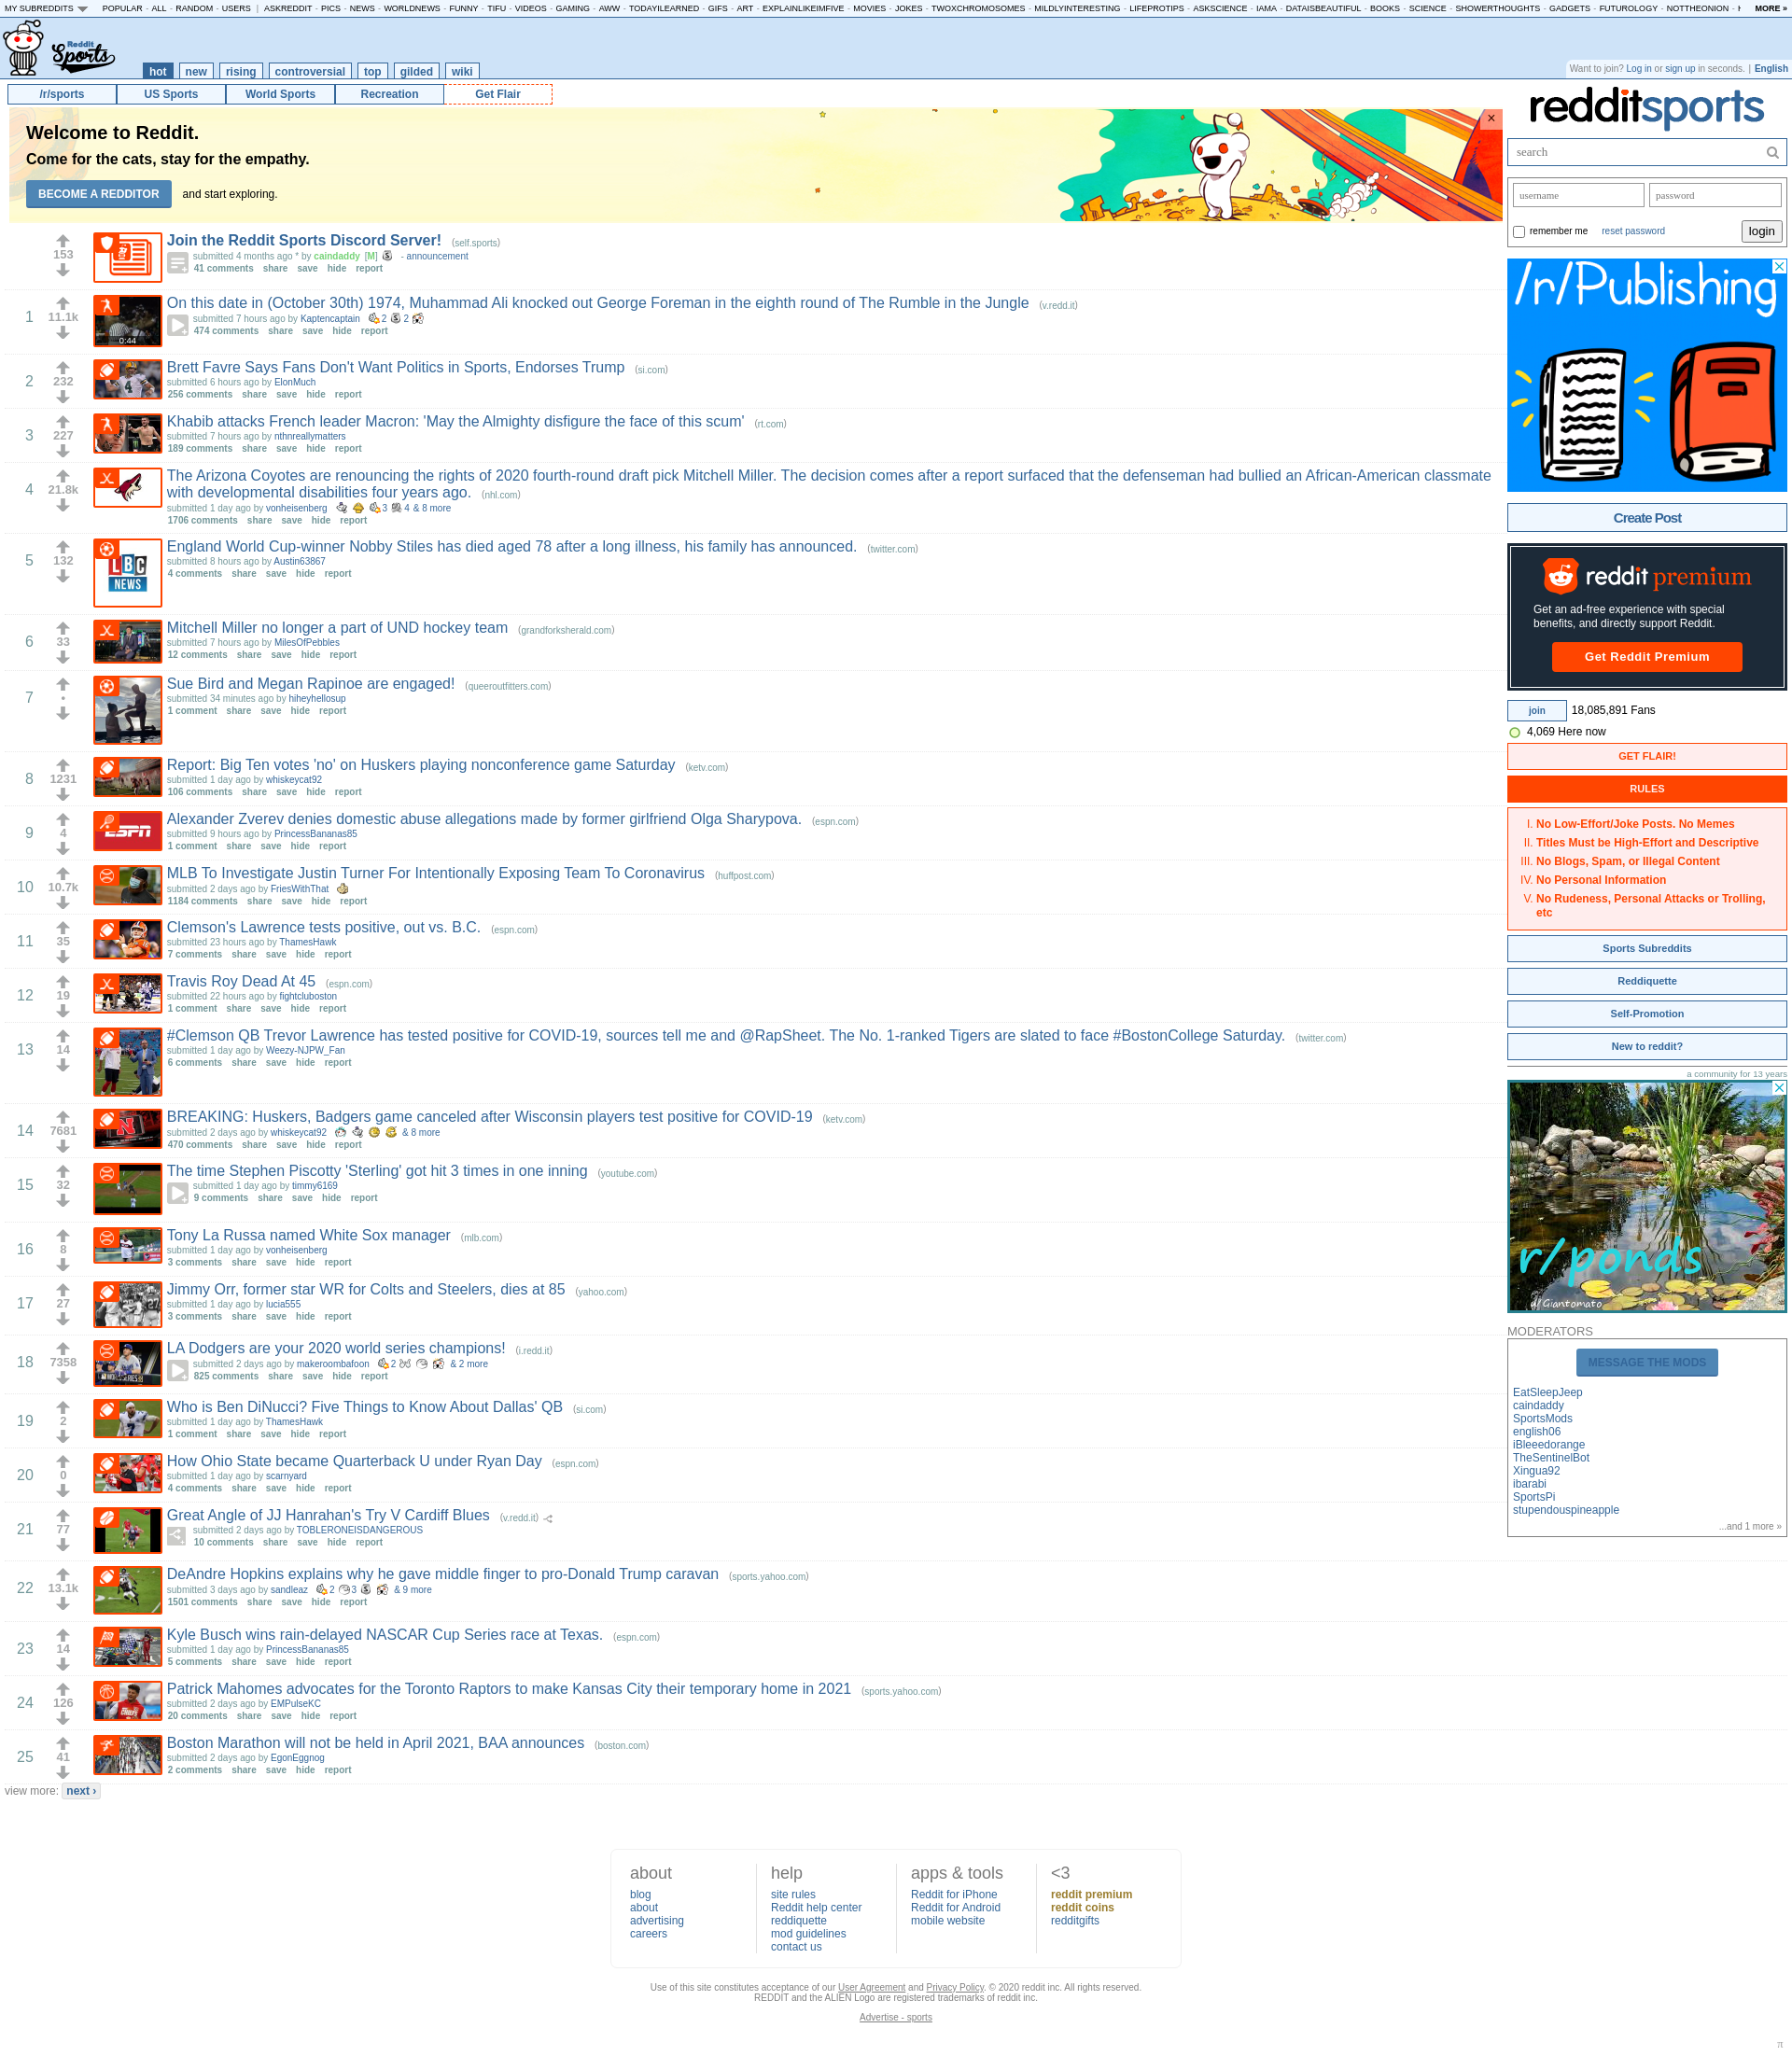 MY SUBREDDITS POPULAR - ALL - RANDOM - USERS | ASKREDDIT - PICS - NEWS - WORLDNEWS - FUNNY - TIFU - VIDEOS - GAMING - AWW - TODAYILEARNED - GIFS - ART - EXPLAINLIKEIMFIVE - MOVIES - JOKES - TWOXCHROMOSOMES - MILDLYINTERESTING - LIFEPROTIPS - ASKSCIENCE - IAMA - DATAISBEAUTIFUL - BOOKS - SCIENCE - SHOWERTHOUGHTS - GADGETS - FUTUROLOGY - NOTTHEONION - MORE »
Reddit Sports
hot new rising controversial top gilded wiki
Want to join? Log in or sign up in seconds. | English
/r/sports US Sports World Sports Recreation Get Flair
redditsports
Welcome to Reddit.
Come for the cats, stay for the empathy.
BECOME A REDDITOR and start exploring.
×
search
username password
remember me reset password login
153
Join the Reddit Sports Discord Server! (self.sports)
submitted 4 months ago * by caindaddy [M] - announcement
41 comments share save hide report
1 11.1k
0:44
On this date in (October 30th) 1974, Muhammad Ali knocked out George Foreman in the eighth round of The Rumble in the Jungle (v.redd.it)
submitted 7 hours ago by Kaptencaptain 2 2
474 comments share save hide report
2 232
Brett Favre Says Fans Don't Want Politics in Sports, Endorses Trump (si.com)
submitted 6 hours ago by ElonMuch
256 comments share save hide report
3 227
Khabib attacks French leader Macron: 'May the Almighty disfigure the face of this scum' (rt.com)
submitted 7 hours ago by nthnreallymatters
189 comments share save hide report
4 21.8k
The Arizona Coyotes are renouncing the rights of 2020 fourth-round draft pick Mitchell Miller. The decision comes after a report surfaced that the defenseman had bullied an African-American classmate
with developmental disabilities four years ago. (nhl.com)
submitted 1 day ago by vonheisenberg 3 4 & 8 more
1706 comments share save hide report
5 132
LBC NEWS
England World Cup-winner Nobby Stiles has died aged 78 after a long illness, his family has announced. (twitter.com)
submitted 8 hours ago by Austin63867
4 comments share save hide report
6 33
Mitchell Miller no longer a part of UND hockey team (grandforksherald.com)
submitted 7 hours ago by MilesOfPebbles
12 comments share save hide report
7 •
Sue Bird and Megan Rapinoe are engaged! (queeroutfitters.com)
submitted 34 minutes ago by hiheyhellosup
1 comment share save hide report
8 1231
Report: Big Ten votes 'no' on Huskers playing nonconference game Saturday (ketv.com)
submitted 1 day ago by whiskeycat92
106 comments share save hide report
9 4
ESPN
Alexander Zverev denies domestic abuse allegations made by former girlfriend Olga Sharypova. (espn.com)
submitted 9 hours ago by PrincessBananas85
1 comment share save hide report
10 10.7k
MLB To Investigate Justin Turner For Intentionally Exposing Team To Coronavirus (huffpost.com)
submitted 2 days ago by FriesWithThat
1184 comments share save hide report
11 35
Clemson's Lawrence tests positive, out vs. B.C. (espn.com)
submitted 23 hours ago by ThamesHawk
7 comments share save hide report
12 19
Travis Roy Dead At 45 (espn.com)
submitted 22 hours ago by fightcluboston
1 comment share save hide report
13 14
#Clemson QB Trevor Lawrence has tested positive for COVID-19, sources tell me and @RapSheet. The No. 1-ranked Tigers are slated to face #BostonCollege Saturday. (twitter.com)
submitted 1 day ago by Weezy-NJPW_Fan
6 comments share save hide report
14 7681
BREAKING: Huskers, Badgers game canceled after Wisconsin players test positive for COVID-19 (ketv.com)
submitted 2 days ago by whiskeycat92 & 8 more
470 comments share save hide report
15 32
The time Stephen Piscotty 'Sterling' got hit 3 times in one inning (youtube.com)
submitted 1 day ago by timmy6169
9 comments share save hide report
16 8
Tony La Russa named White Sox manager (mlb.com)
submitted 1 day ago by vonheisenberg
3 comments share save hide report
17 27
Jimmy Orr, former star WR for Colts and Steelers, dies at 85 (yahoo.com)
submitted 1 day ago by lucia555
3 comments share save hide report
18 7358
LA Dodgers are your 2020 world series champions! (i.redd.it)
submitted 2 days ago by makeroombafoon 2 & 2 more
825 comments share save hide report
19 2
Who is Ben DiNucci? Five Things to Know About Dallas' QB (si.com)
submitted 1 day ago by ThamesHawk
1 comment share save hide report
20 0
How Ohio State became Quarterback U under Ryan Day (espn.com)
submitted 1 day ago by scarnyard
4 comments share save hide report
21 77
Great Angle of JJ Hanrahan's Try V Cardiff Blues (v.redd.it)
submitted 2 days ago by TOBLERONEISDANGEROUS
10 comments share save hide report
22 13.1k
DeAndre Hopkins explains why he gave middle finger to pro-Donald Trump caravan (sports.yahoo.com)
submitted 3 days ago by sandleaz 2 3 & 9 more
1501 comments share save hide report
23 14
Kyle Busch wins rain-delayed NASCAR Cup Series race at Texas. (espn.com)
submitted 1 day ago by PrincessBananas85
5 comments share save hide report
24 126
Patrick Mahomes advocates for the Toronto Raptors to make Kansas City their temporary home in 2021 (sports.yahoo.com)
submitted 2 days ago by EMPulseKC
20 comments share save hide report
25 41
Boston Marathon will not be held in April 2021, BAA announces (boston.com)
submitted 2 days ago by EgonEggnog
2 comments share save hide report
view more: next ›
/r/Publishing
Create Post
reddit premium
Get an ad-free experience with special
benefits, and directly support Reddit.
Get Reddit Premium
join 18,085,891 Fans
4,069 Here now
GET FLAIR!
RULES
I. No Low-Effort/Joke Posts. No Memes
II. Titles Must be High-Effort and Descriptive
III. No Blogs, Spam, or Illegal Content
IV. No Personal Information
V. No Rudeness, Personal Attacks or Trolling,
etc
Sports Subreddits
Reddiquette
Self-Promotion
New to reddit?
a community for 13 years
r/ponds
u/Giantomato
MODERATORS
MESSAGE THE MODS
EatSleepJeep
caindaddy
SportsMods
english06
iBleeedorange
TheSentinelBot
Xingua92
ibarabi
SportsPi
stupendouspineapple
...and 1 more »
about
blog
about
advertising
careers
help
site rules
Reddit help center
reddiquette
mod guidelines
contact us
apps & tools
Reddit for iPhone
Reddit for Android
mobile website
<3
reddit premium
reddit coins
redditgifts
Use of this site constitutes acceptance of our User Agreement and Privacy Policy. © 2020 reddit inc. All rights reserved.
REDDIT and the ALIEN Logo are registered trademarks of reddit inc.
Advertise - sports
π